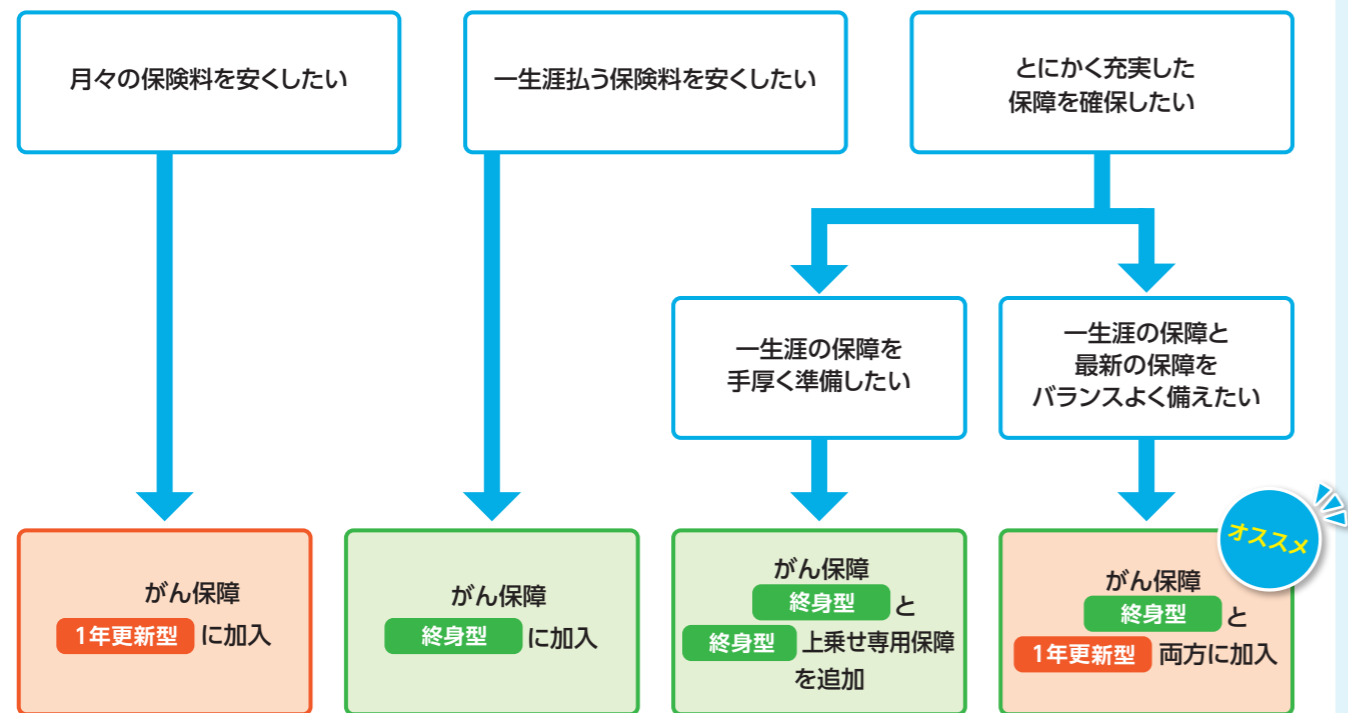 月々の保険料を安くしたい
一生涯払う保険料を安くしたい
とにかく充実した
保障を確保したい
一生涯の保障を
手厚く準備したい
一生涯の保障と
最新の保障を
バランスよく備えたい
がん保障
1年更新型 に加入
がん保障
終身型 に加入
がん保障
終身型 と
終身型 上乗せ専用保障
を追加
オススメ
がん保障
終身型 と
1年更新型 両方に加入